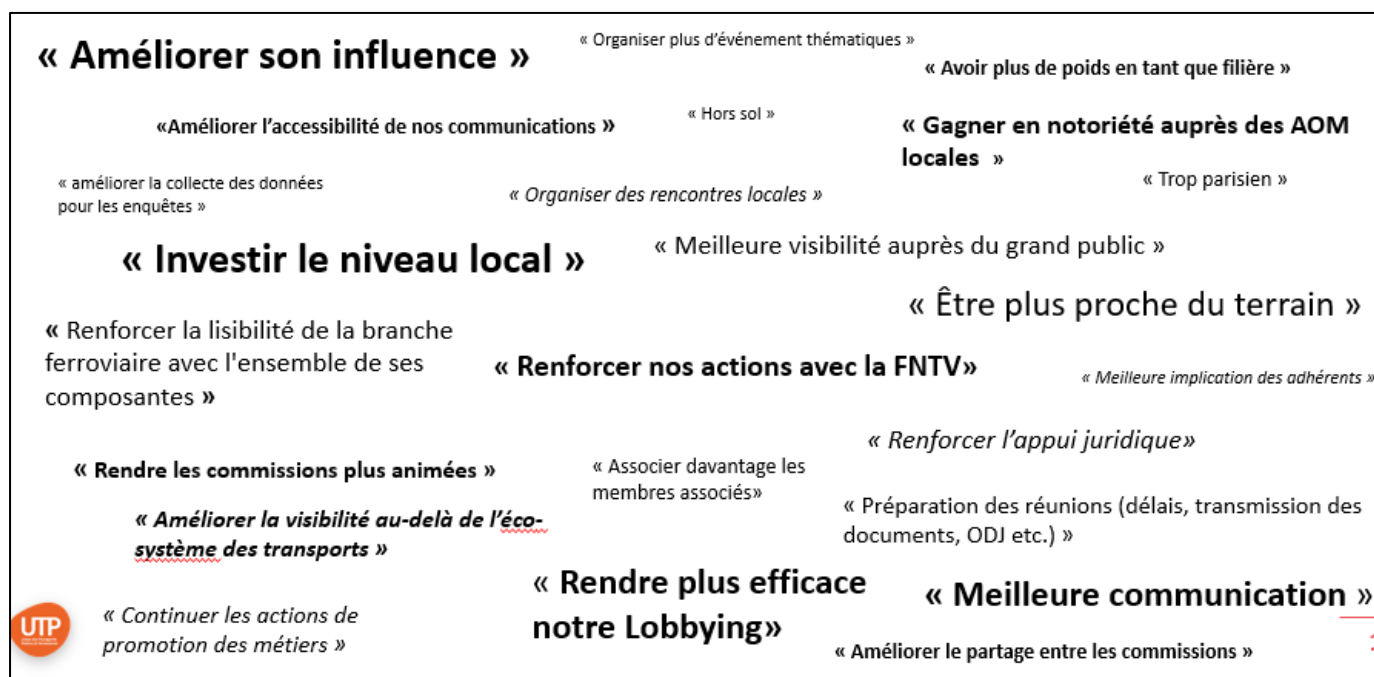 « Améliorer son influence »
« Organiser plus d’événement thématiques »
« Avoir plus de poids en tant que filière »
«Améliorer l’accessibilité de nos communications »
« Hors sol »
« Gagner en notoriété auprès des AOM
locales »
« Trop parisien »
« améliorer la collecte des données
pour les enquêtes »
« Organiser des rencontres locales »
« Investir le niveau local »
« Meilleure visibilité auprès du grand public »
« Être plus proche du terrain »
« Renforcer la lisibilité de la branche
ferroviaire avec l'ensemble de ses
composantes »
« Renforcer nos actions avec la FNTV»
« Meilleure implication des adhérents »
« Renforcer l’appui juridique»
« Rendre les commissions plus animées »
« Associer davantage les
membres associés»
« Préparation des réunions (délais, transmission des
documents, ODJ etc.) »
« Améliorer la visibilité au-delà de l’éco-
système des transports »
« Rendre plus efficace
notre Lobbying»
« Meilleure communication »
UTP
« Continuer les actions de
promotion des métiers »
« Améliorer le partage entre les commissions »